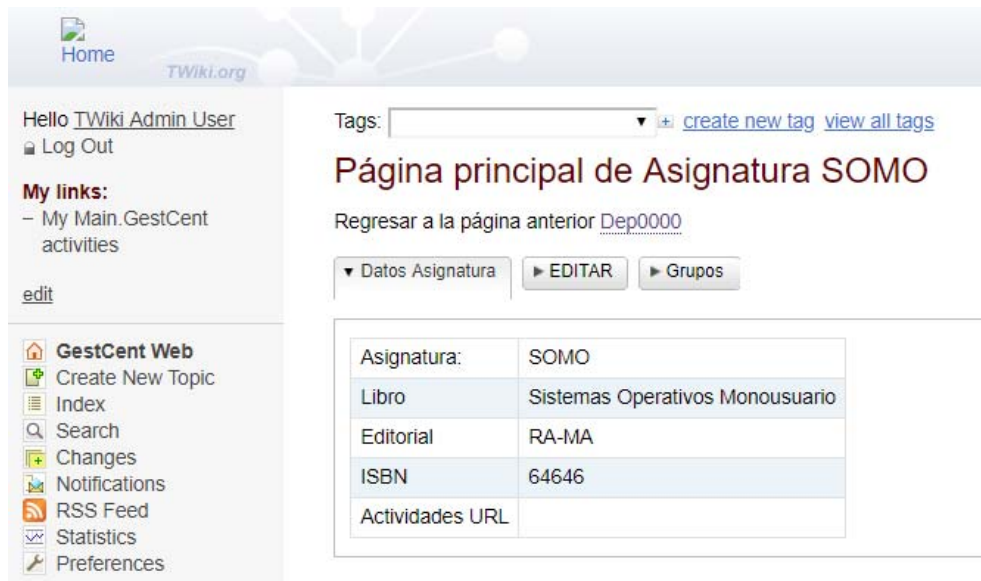 Home
TWiki.org
Hello TWiki Admin User
Log Out
My links:
– My Main.GestCent
activities
edit
GestCent Web
Create New Topic
Index
Search
Changes
Notifications
RSS Feed
Statistics
Preferences
Tags: create new tag view all tags
Página principal de Asignatura SOMO
Regresar a la página anterior Dep0000
Datos Asignatura EDITAR Grupos
Asignatura: SOMO
Libro Sistemas Operativos Monousuario
Editorial RA-MA
ISBN 64646
Actividades URL